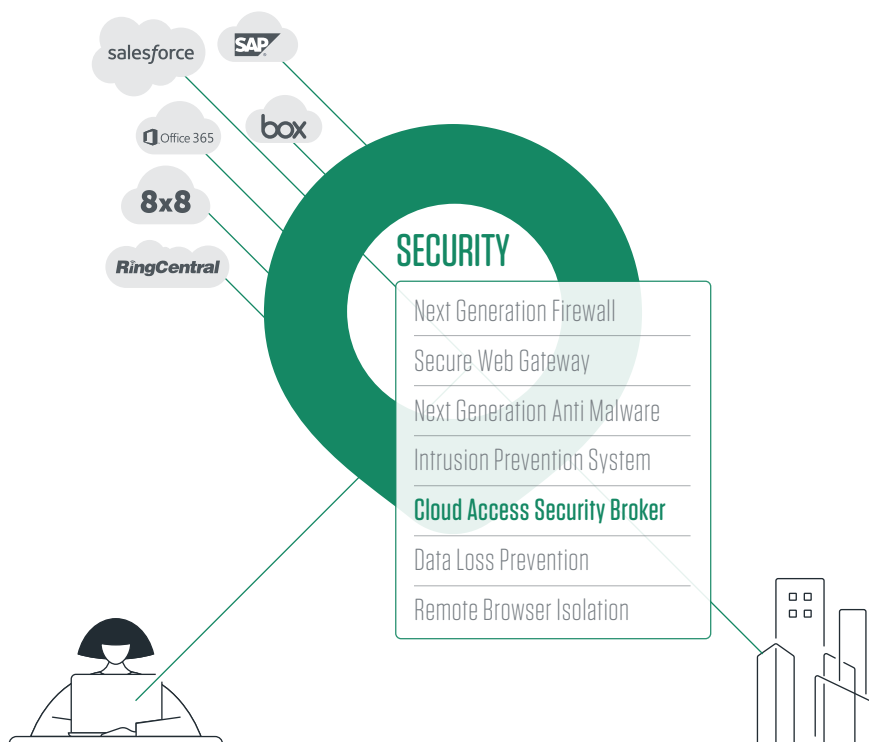 salesforce
SAP
Office 365
box
8x8
RingCentral
SECURITY
Next Generation Firewall
Secure Web Gateway
Next Generation Anti Malware
Intrusion Prevention System
Cloud Access Security Broker
Data Loss Prevention
Remote Browser Isolation